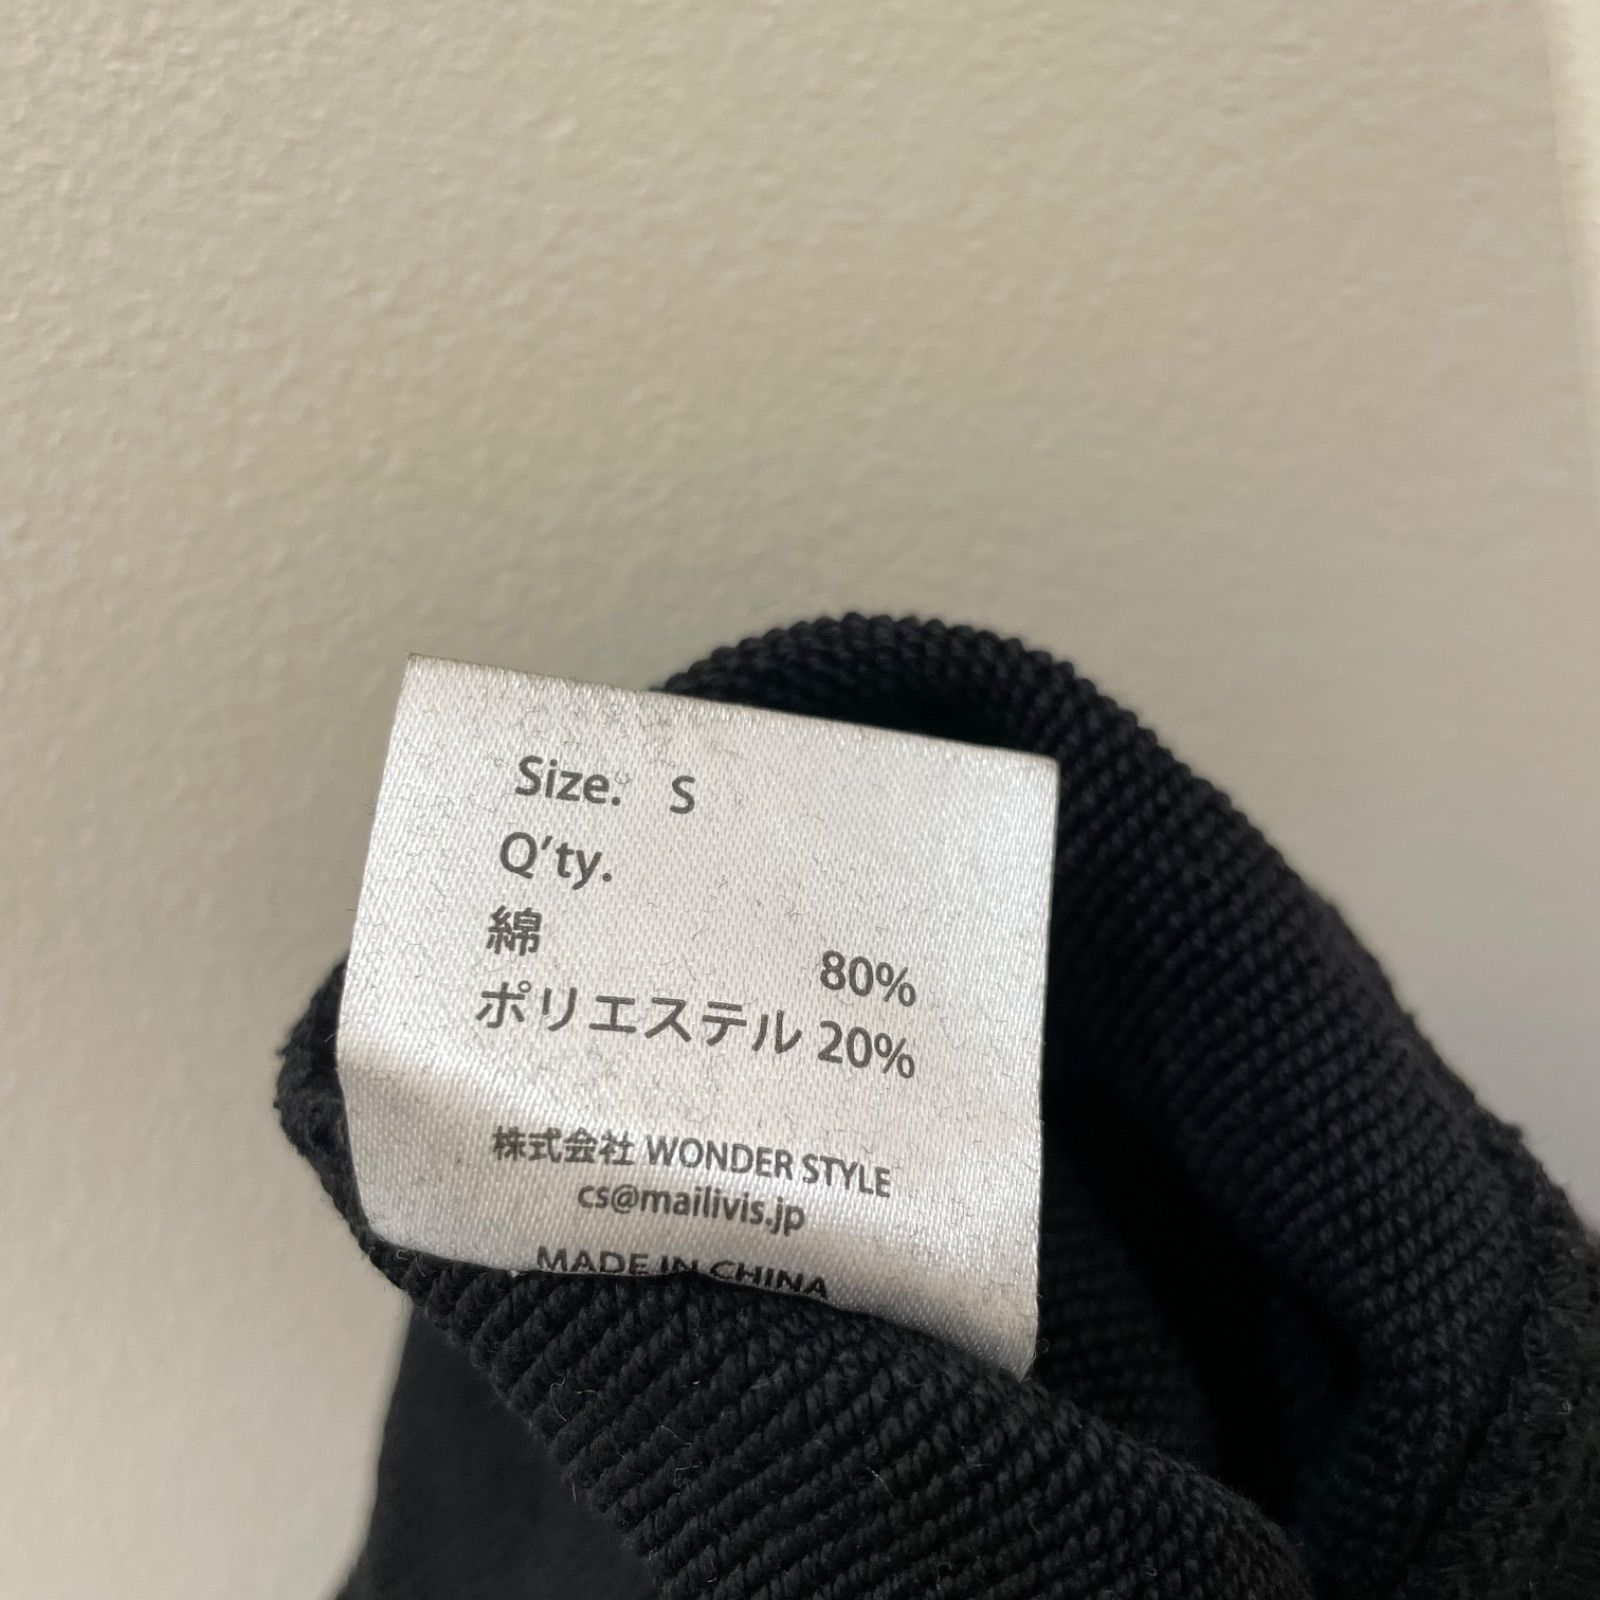 Size. S
Q'ty.
綿 80%
ポリエステル 20%
株式会社 WONDER STYLE
cs@mailivis.jp
MADE IN CHINA